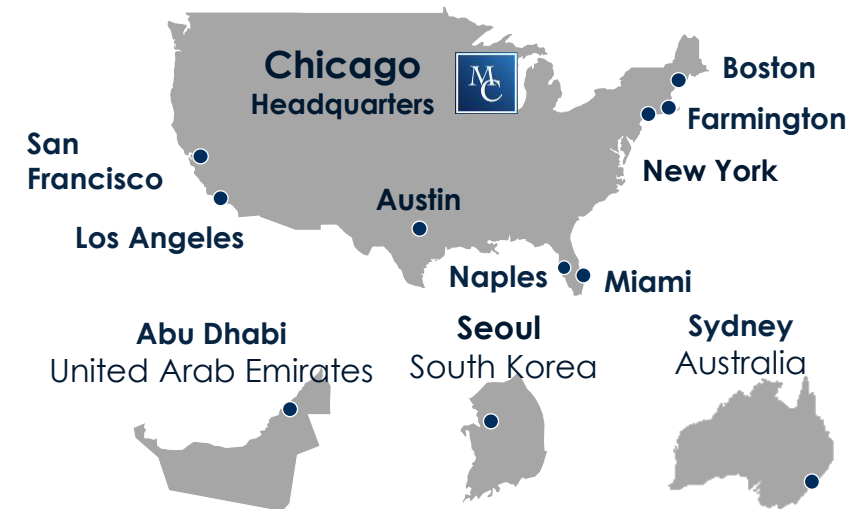 Chicago
Headquarters
MC
Boston
Farmington
New York
San
Francisco
Los Angeles
Austin
Naples
Miami
Abu Dhabi
United Arab Emirates
Seoul
South Korea
Sydney
Australia